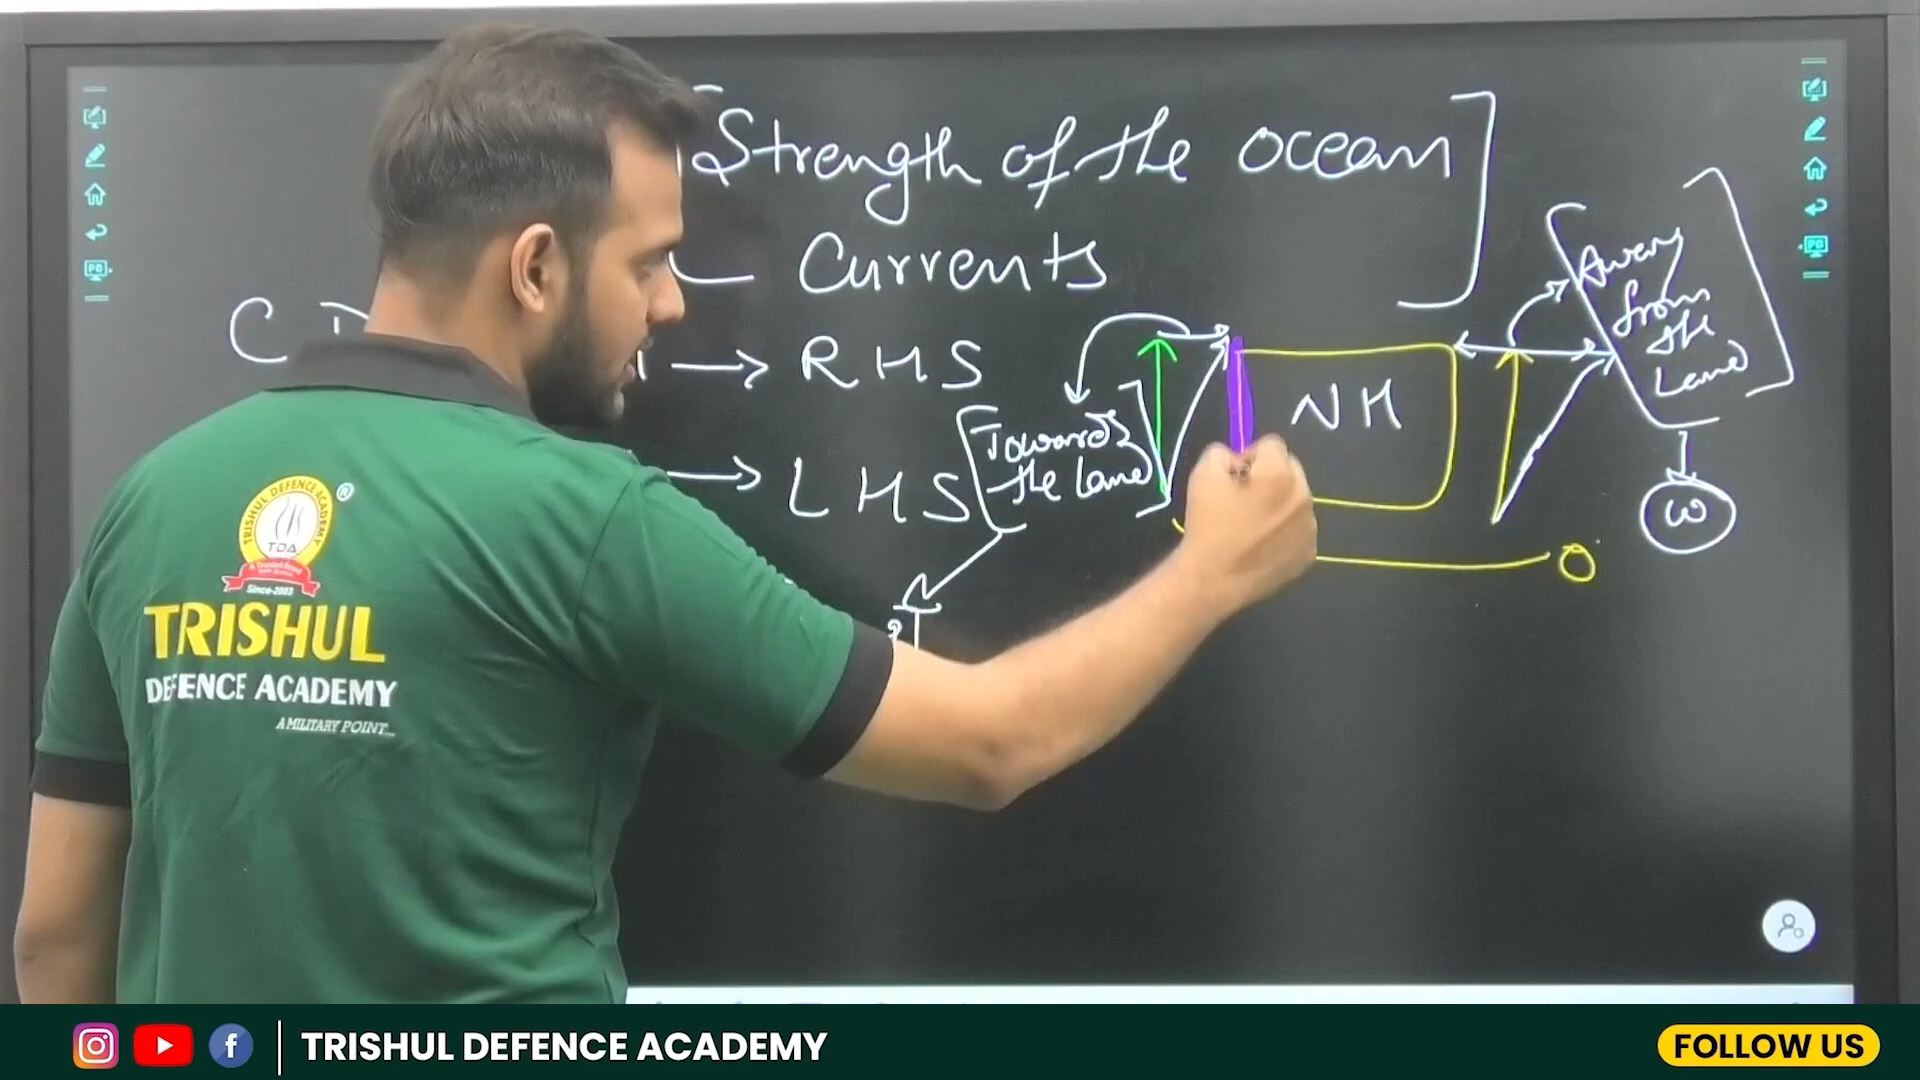 Strength of the ocean
Currents
→ RHS
→ LHS
Towards
the Land
NH
Away
from
the
Land
W
O
TRISHUL DEFENCE ACADEMY
®
TDA
Since-2003
TRISHUL
DEFENCE ACADEMY
A MILITARY POINT...
TRISHUL DEFENCE ACADEMY
FOLLOW US